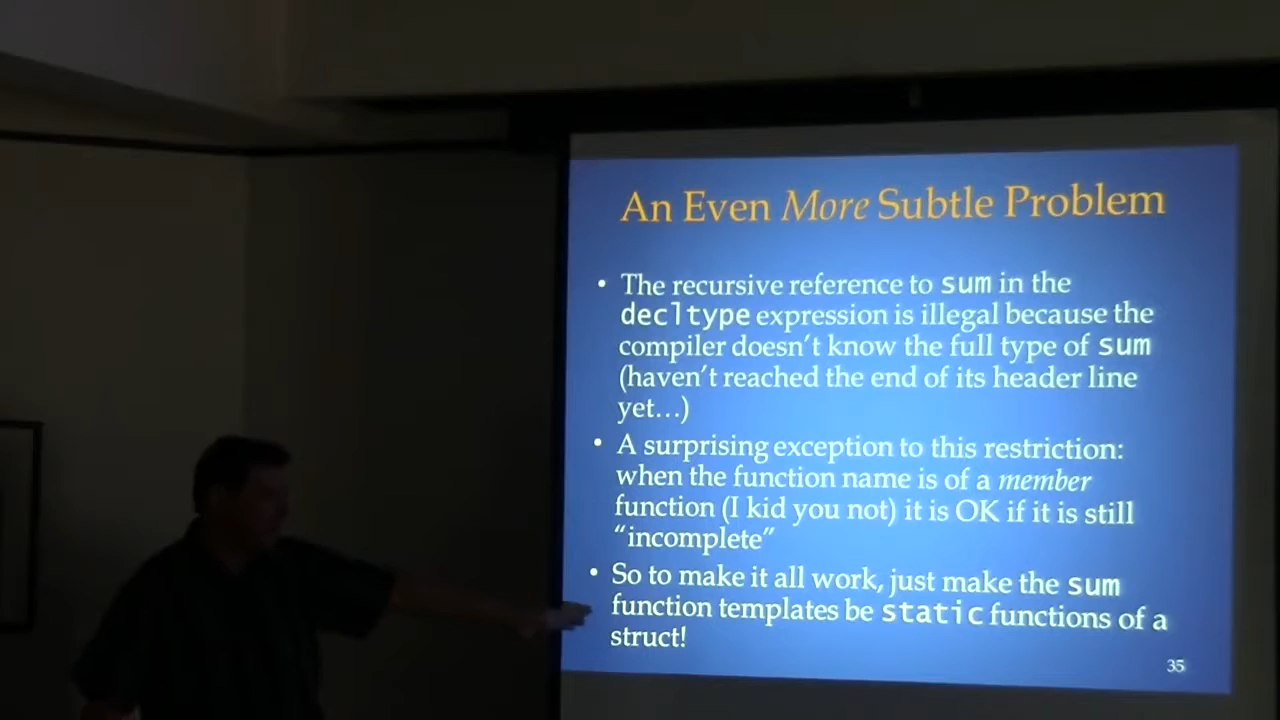 An Even More Subtle Problem
• The recursive reference to sum in the
decltype expression is illegal because the
compiler doesn't know the full type of sum
(haven't reached the end of its header line
yet…)
• A surprising exception to this restriction:
when the function name is of a member
function (I kid you not) it is OK if it is still
"incomplete"
• So to make it all work, just make the sum
function templates be static functions of a
struct!
35